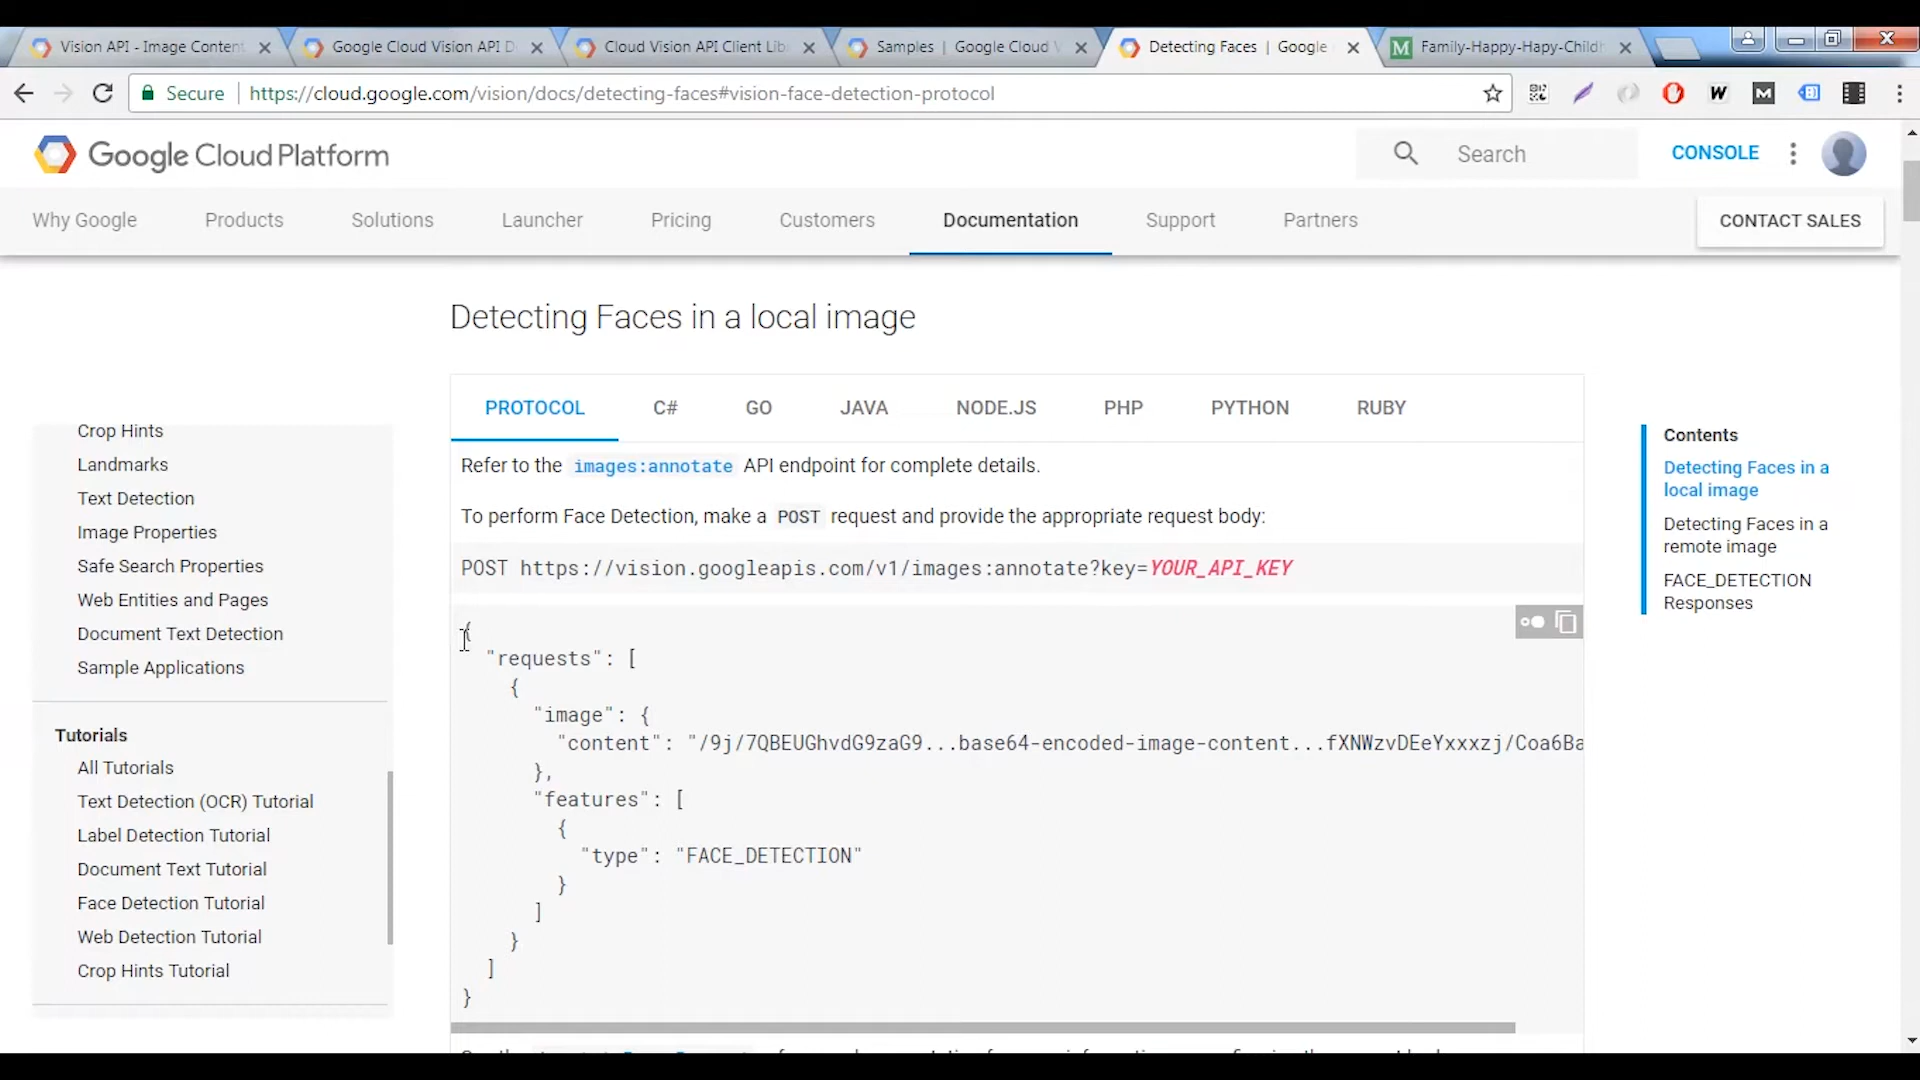 Vision API - Image Content
Google Cloud Vision API D
Cloud Vision API Client Lib
Samples | Google Cloud V
Detecting Faces | Google
Family-Happy-Hapy-Childh
Secure
https://cloud.google.com/vision/docs/detecting-faces#vision-face-detection-protocol
Google Cloud Platform
Search
CONSOLE
Why Google
Products
Solutions
Launcher
Pricing
Customers
Documentation
Support
Partners
CONTACT SALES
Crop Hints
Landmarks
Text Detection
Image Properties
Safe Search Properties
Web Entities and Pages
Document Text Detection
Sample Applications
Tutorials
All Tutorials
Text Detection (OCR) Tutorial
Label Detection Tutorial
Document Text Tutorial
Face Detection Tutorial
Web Detection Tutorial
Crop Hints Tutorial
Detecting Faces in a local image
PROTOCOL
C#
GO
JAVA
NODE.JS
PHP
PYTHON
RUBY
Refer to the images:annotate API endpoint for complete details.
To perform Face Detection, make a POST request and provide the appropriate request body:
POST https://vision.googleapis.com/v1/images:annotate?key=YOUR_API_KEY
{
"requests": [
{
"image": {
"content": "/9j/7QBEUGhvdG9zaG9...base64-encoded-image-content...fXNWzvDEeYxxxzj/Coa6Ba
},
"features": [
{
"type": "FACE_DETECTION"
}
]
}
]
}
Contents
Detecting Faces in a
local image
Detecting Faces in a
remote image
FACE_DETECTION
Responses